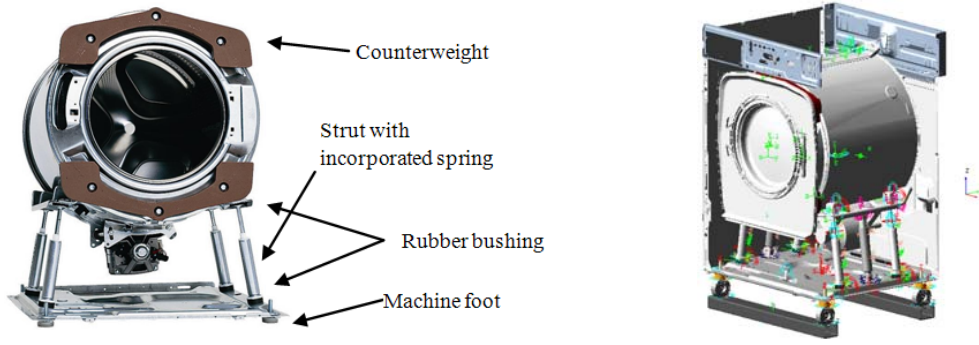 Counterweight
Strut with
incorporated spring
Rubber bushing
Machine foot
z